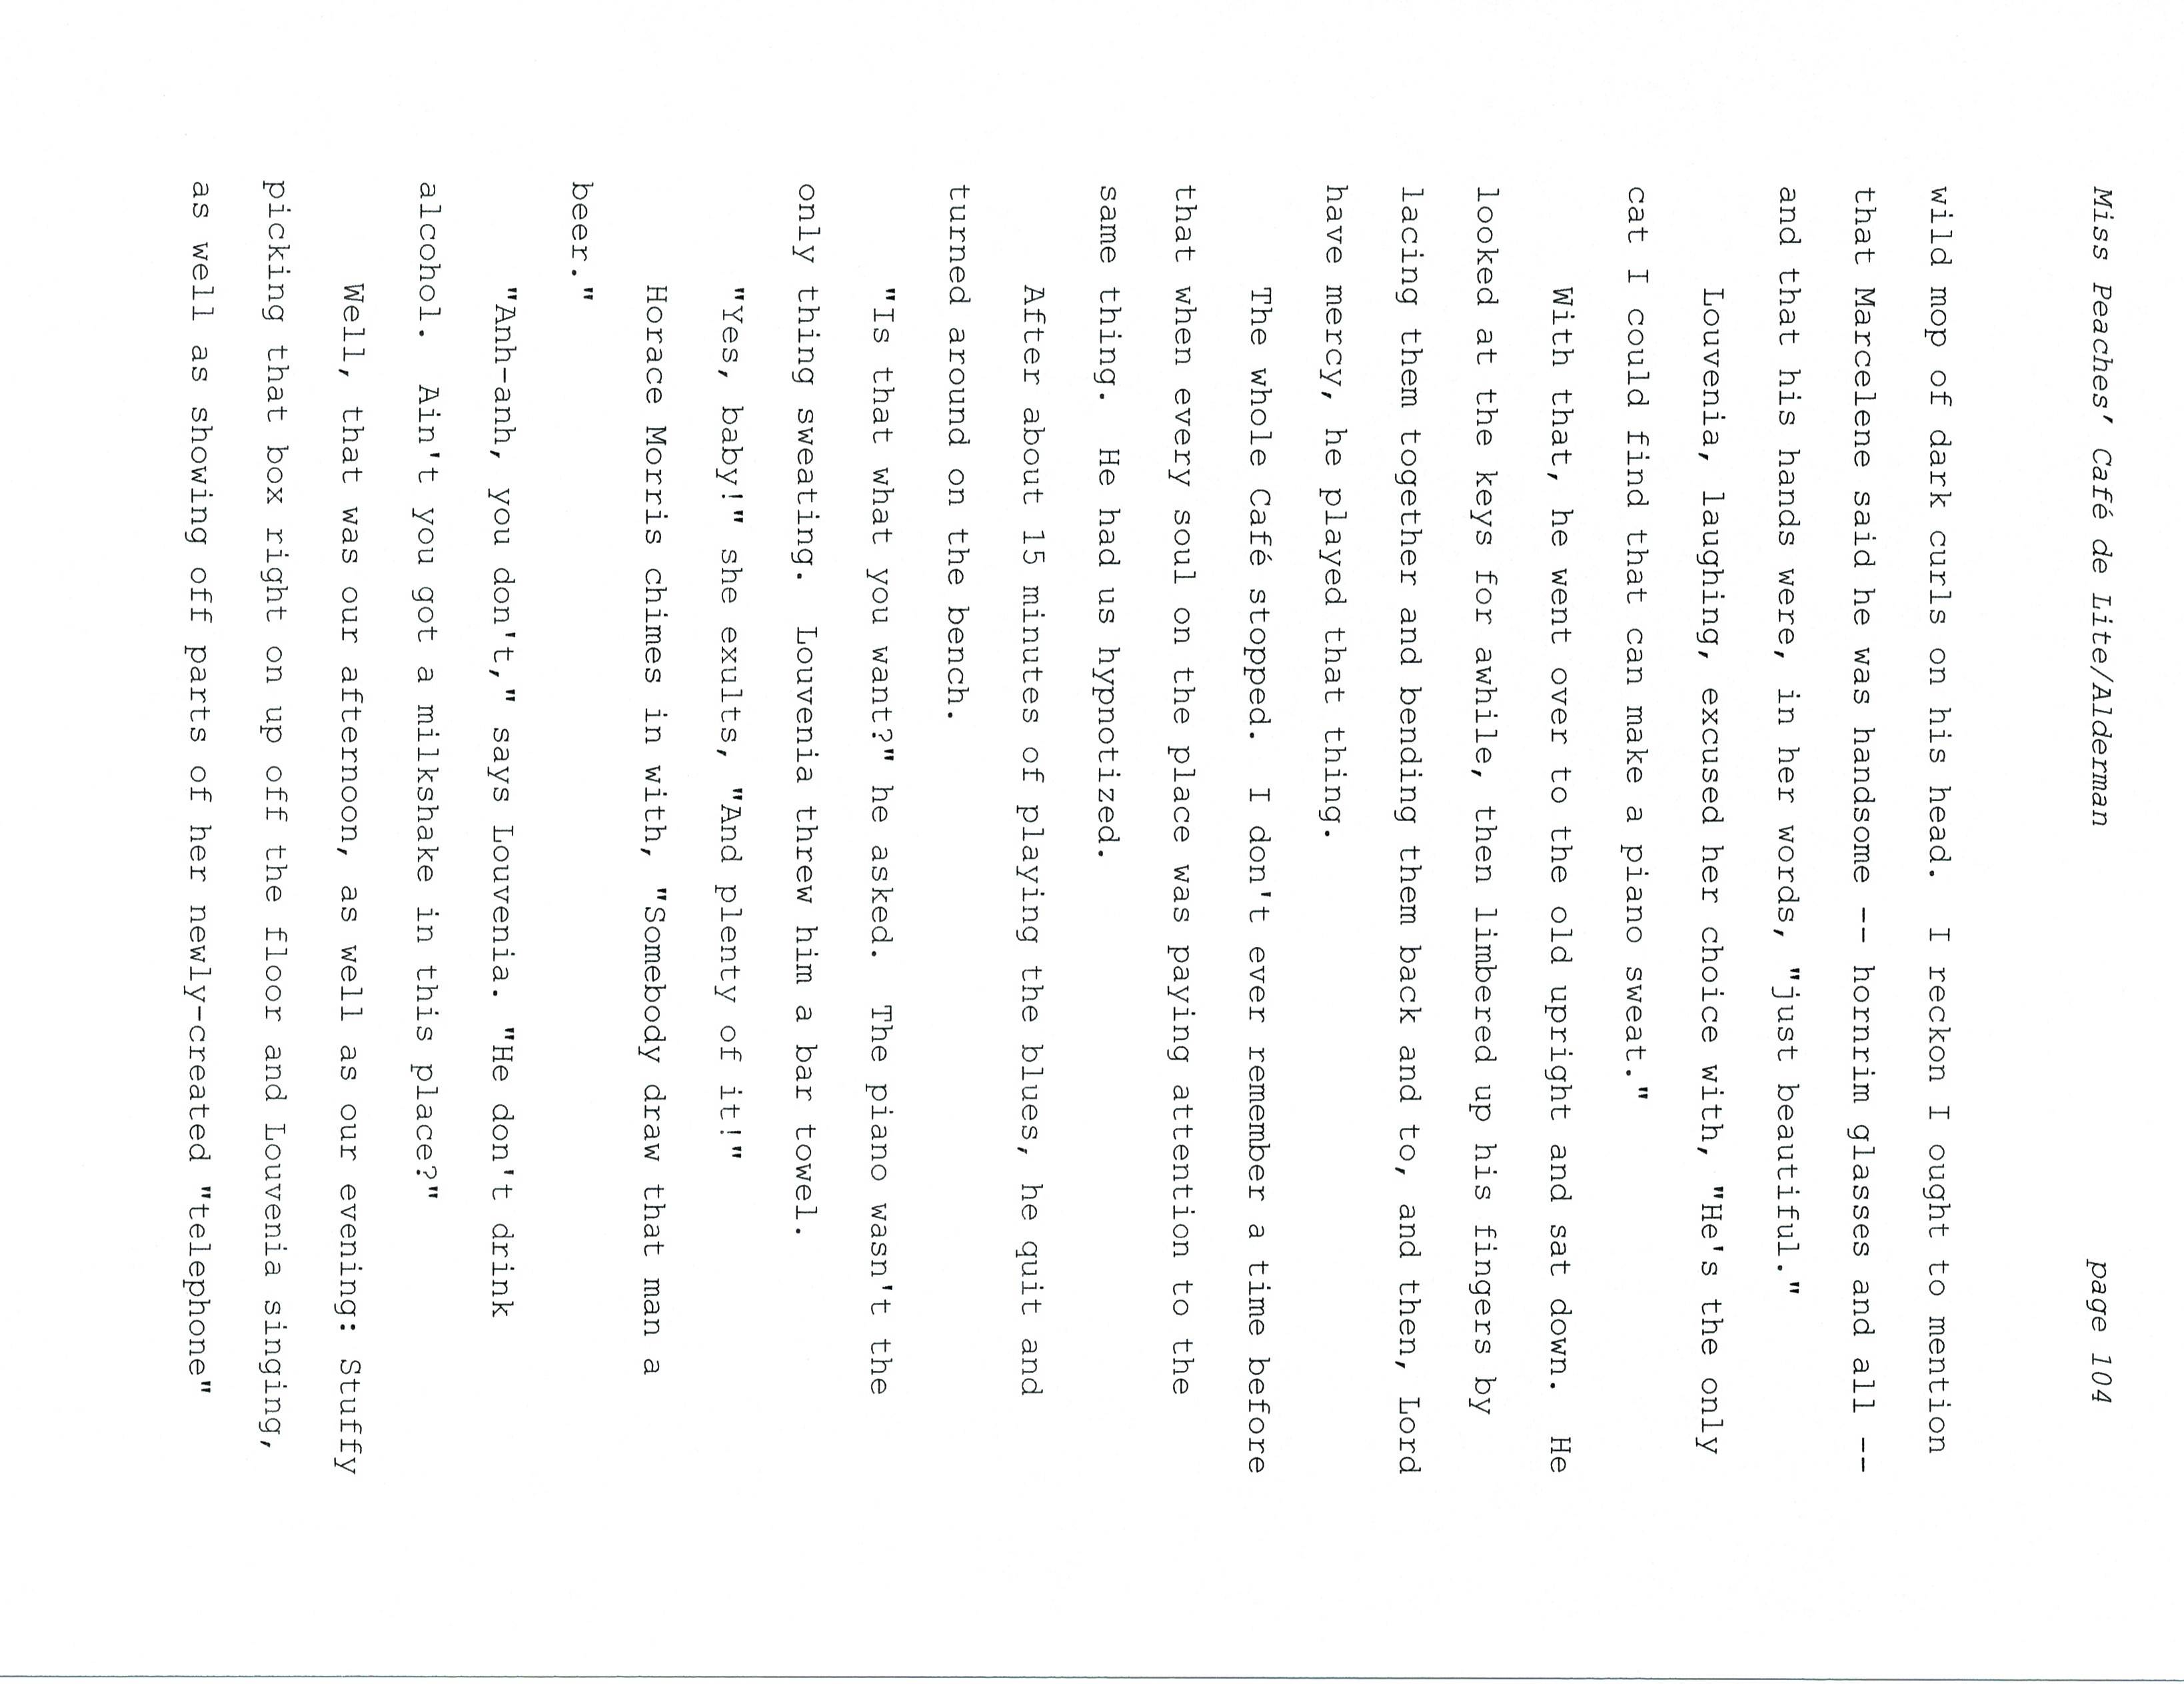 Miss Peaches’ Café de Lite/Alderman page 104
wild mop of dark curls on his head.  I reckon I ought to mention
that Marcelene said he was handsome -- hornrim glasses and all --
and that his hands were, in her words, "just beautiful."
Louvenia, laughing, excused her choice with, "He's the only
cat I could find that can make a piano sweat."
With that, he went over to the old upright and sat down.  He
looked at the keys for awhile, then limbered up his fingers by
lacing them together and bending them back and to, and then, Lord
have mercy, he played that thing.
The whole Café stopped.  I don't ever remember a time before
that when every soul on the place was paying attention to the
same thing.  He had us hypnotized.
After about 15 minutes of playing the blues, he quit and
turned around on the bench.
"Is that what you want?" he asked.  The piano wasn't the
only thing sweating.  Louvenia threw him a bar towel.
"Yes, baby!" she exults, "And plenty of it!"
Horace Morris chimes in with, "Somebody draw that man a
beer."
"Anh-anh, you don't," says Louvenia. "He don't drink
alcohol.  Ain't you got a milkshake in this place?"
Well, that was our afternoon, as well as our evening: Stuffy
picking that box right on up off the floor and Louvenia singing,
as well as showing off parts of her newly-created "telephone"